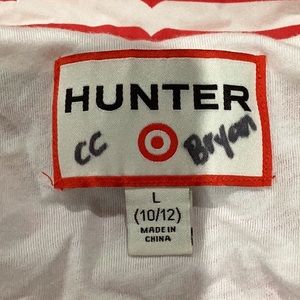 HUNTER
CC Bryan
L
(10/12)
MADE IN
CHINA